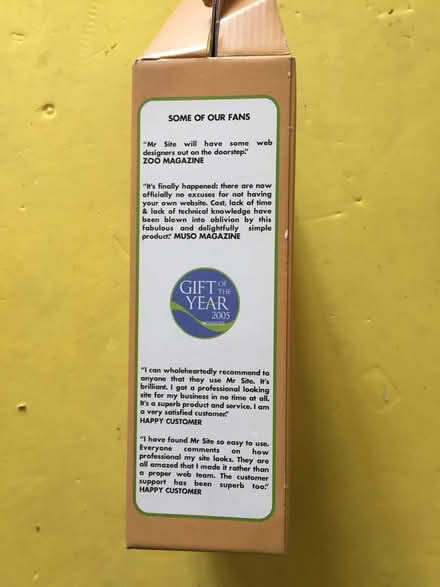 SOME OF OUR FANS
"Mr Site will have some web
designers out on the doorstep."
ZOO MAGAZINE
"It's finally happened: there are now
officially no excuses for not having
your own website. Cost, lack of time
& lack of technical knowledge have
been blown into oblivion by this
fabulous and delightfully simple
product." MUSO MAGAZINE
GIFT OF
THE
YEAR
2005
"I can wholeheartedly recommend to
anyone that they use Mr Site. It's
brilliant. I got a professional looking
site for my business in no time at all.
It's a superb product and service. I am
a very satisfied customer."
HAPPY CUSTOMER
"I have found Mr Site so easy to use.
Everyone comments on how
professional my site looks. They are
all amazed that I made it rather than
a proper web team. The customer
support has been superb too."
HAPPY CUSTOMER